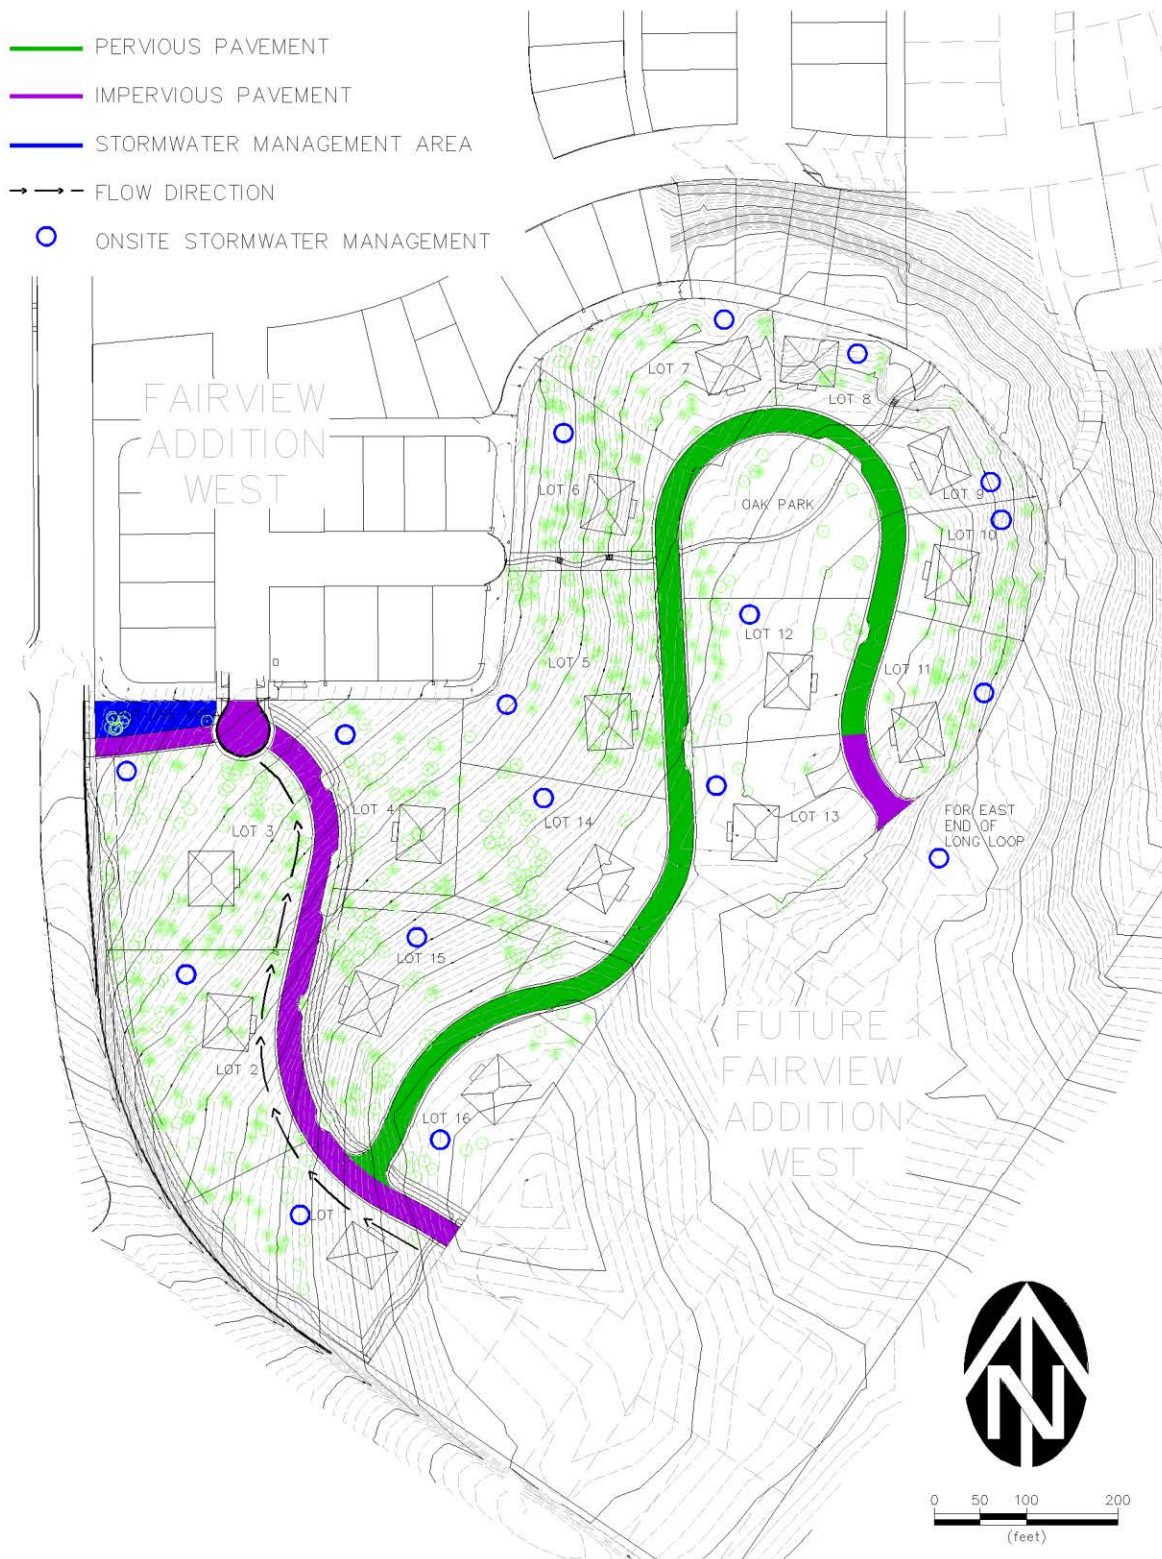 PERVIOUS PAVEMENT
IMPERVIOUS PAVEMENT
STORMWATER MANAGEMENT AREA
FLOW DIRECTION
ONSITE STORMWATER MANAGEMENT
FAIRVIEW
ADDITION
WEST
LOT 7
LOT 8
LOT 6
LOT 9
OAK PARK
LOT 10
LOT 12
LOT 5
LOT 11
LOT 3
LOT 4
LOT 14
LOT 13
FOR EAST
END OF
LONG LOOP
LOT 15
LOT 2
FUTURE
FAIRVIEW
ADDITION
WEST
LOT 16
LOT
N
0 50 100 200
(feet)